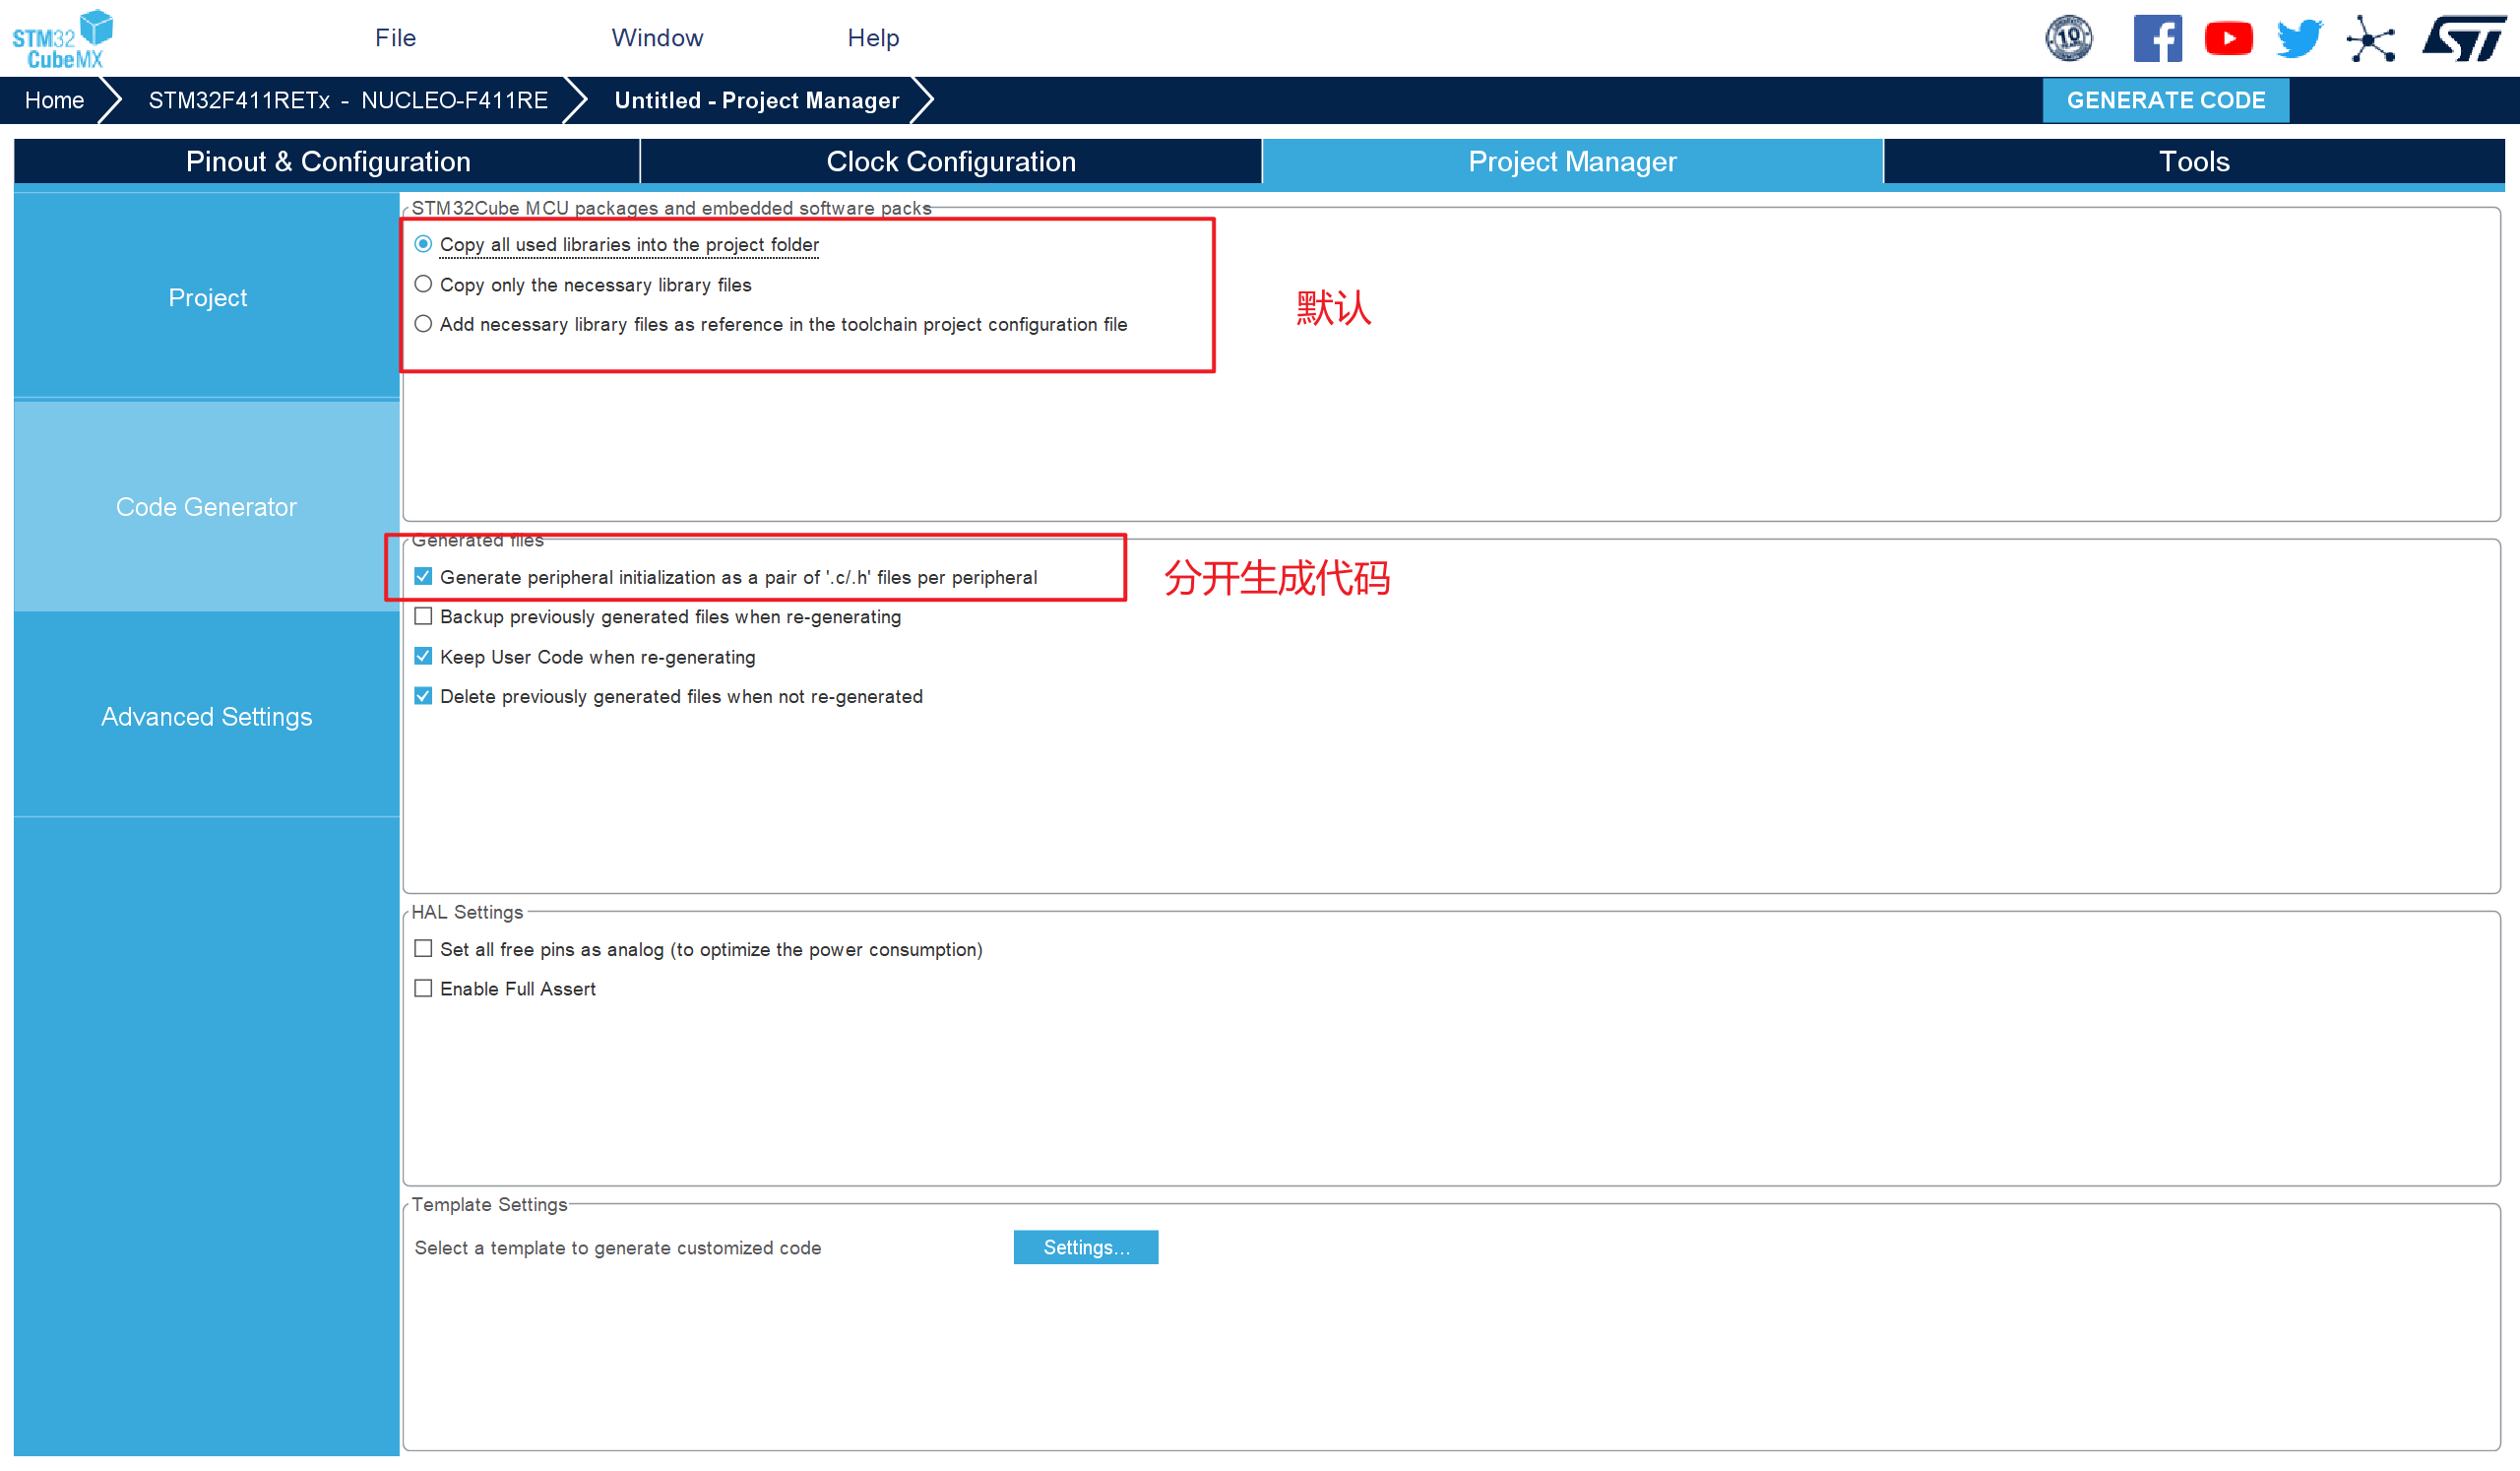 STM32
CubeMX
File
Window
Help
10
ST
Home
STM32F411RETx - NUCLEO-F411RE
Untitled - Project Manager
GENERATE CODE
Pinout & Configuration
Clock Configuration
Project Manager
Tools
Project
Code Generator
Advanced Settings
STM32Cube MCU packages and embedded software packs
Copy all used libraries into the project folder
Copy only the necessary library files
Add necessary library files as reference in the toolchain project configuration file
默认
Generated files
Generate peripheral initialization as a pair of '.c/.h' files per peripheral
分开生成代码
Backup previously generated files when re-generating
Keep User Code when re-generating
Delete previously generated files when not re-generated
HAL Settings
Set all free pins as analog (to optimize the power consumption)
Enable Full Assert
Template Settings
Select a template to generate customized code
Settings...